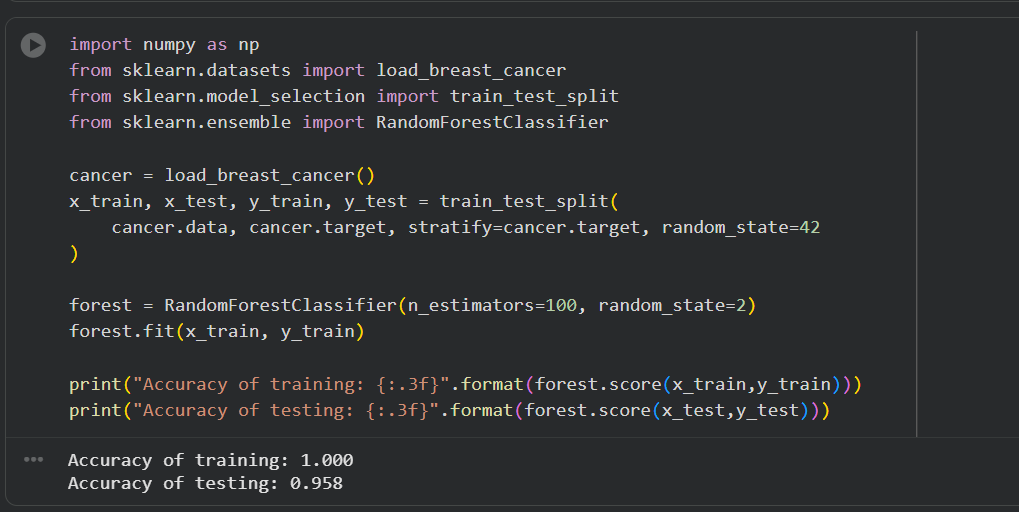 import numpy as np
from sklearn.datasets import load_breast_cancer
from sklearn.model_selection import train_test_split
from sklearn.ensemble import RandomForestClassifier

cancer = load_breast_cancer()
x_train, x_test, y_train, y_test = train_test_split(
    cancer.data, cancer.target, stratify=cancer.target, random_state=42
)

forest = RandomForestClassifier(n_estimators=100, random_state=2)
forest.fit(x_train, y_train)

print("Accuracy of training: {:.3f}".format(forest.score(x_train,y_train)))
print("Accuracy of testing: {:.3f}".format(forest.score(x_test,y_test)))
Accuracy of training: 1.000
Accuracy of testing: 0.958